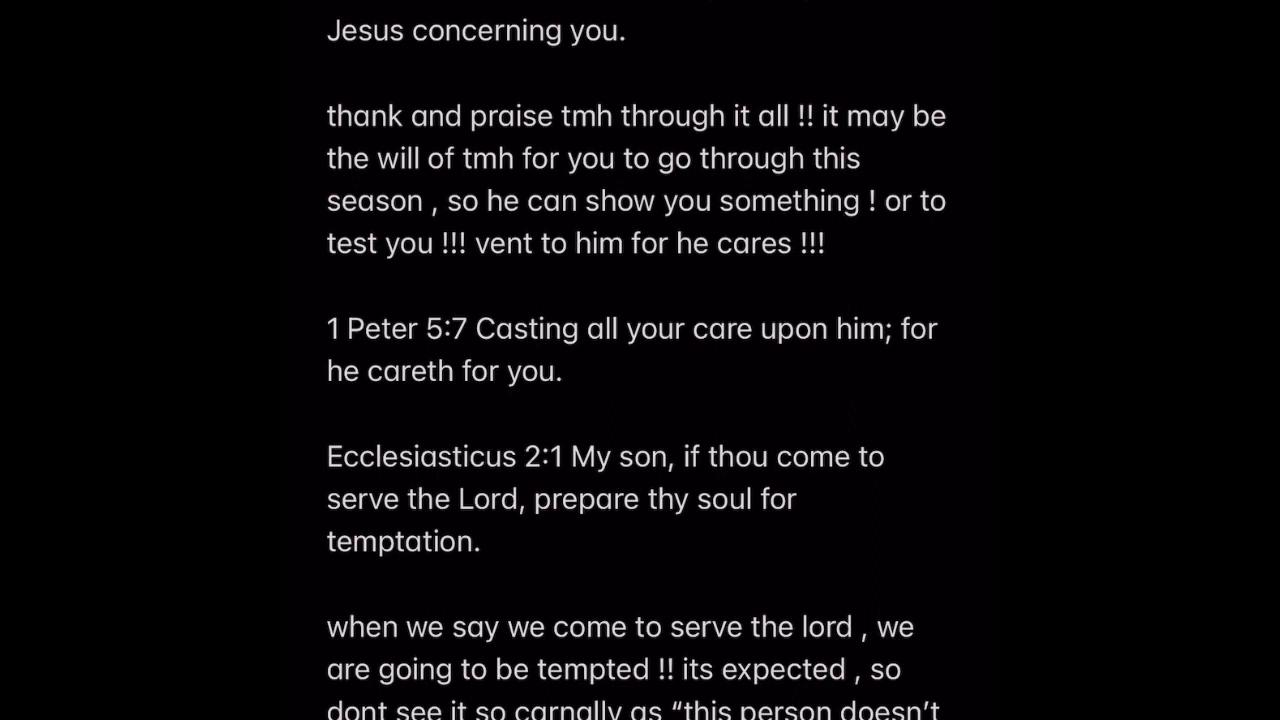 Jesus concerning you.
thank and praise tmh through it all !! it may be
the will of tmh for you to go through this
season , so he can show you something ! or to
test you !!! vent to him for he cares !!!
1 Peter 5:7 Casting all your care upon him; for
he careth for you.
Ecclesiasticus 2:1 My son, if thou come to
serve the Lord, prepare thy soul for
temptation.
when we say we come to serve the lord , we
are going to be tempted !! its expected , so
dont see it so carnally as “this person doesn’t